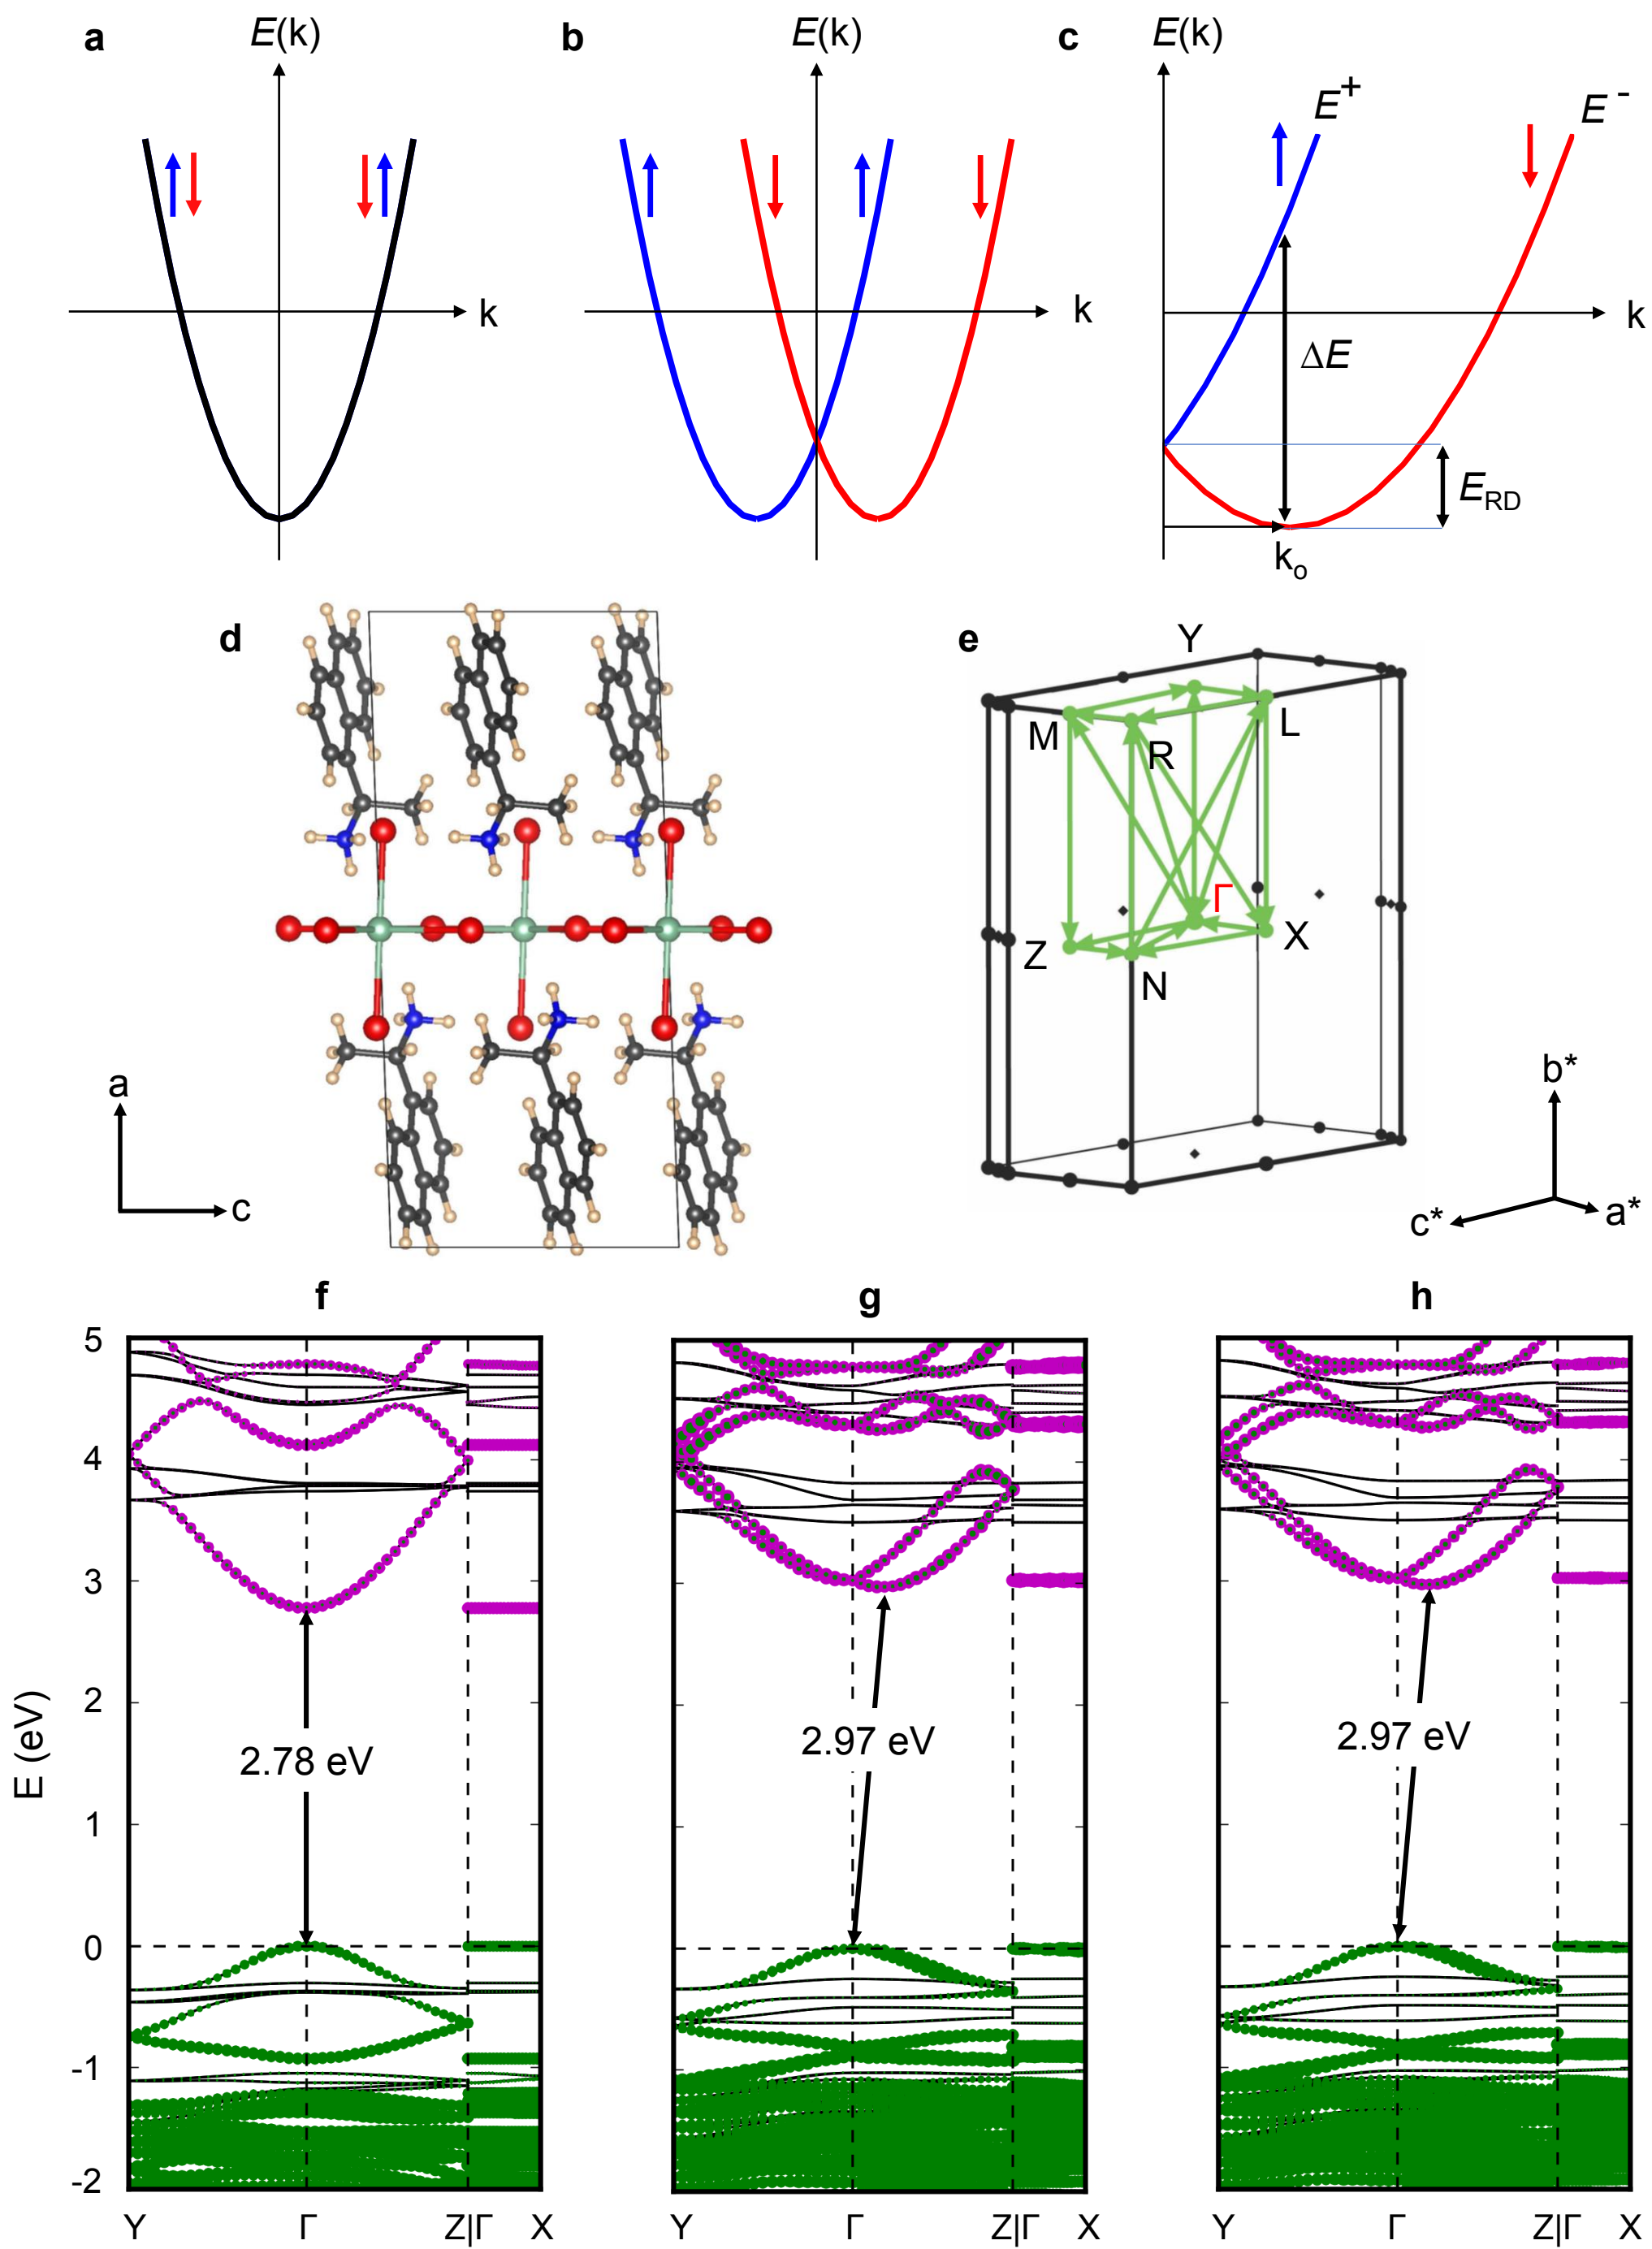 a
E(k)
k
b
E(k)
k
c
E(k)
E+
E-
ΔE
k
ERD
ko
d
a
c
e
Y
M
R
L
Γ
Z
N
X
b*
c*
a*
f
g
h
E (eV)
5
4
3
2
1
0
-1
-2
2.78 eV
2.97 eV
2.97 eV
Y Γ Z|Γ X
Y Γ Z|Γ X
Y Γ Z|Γ X